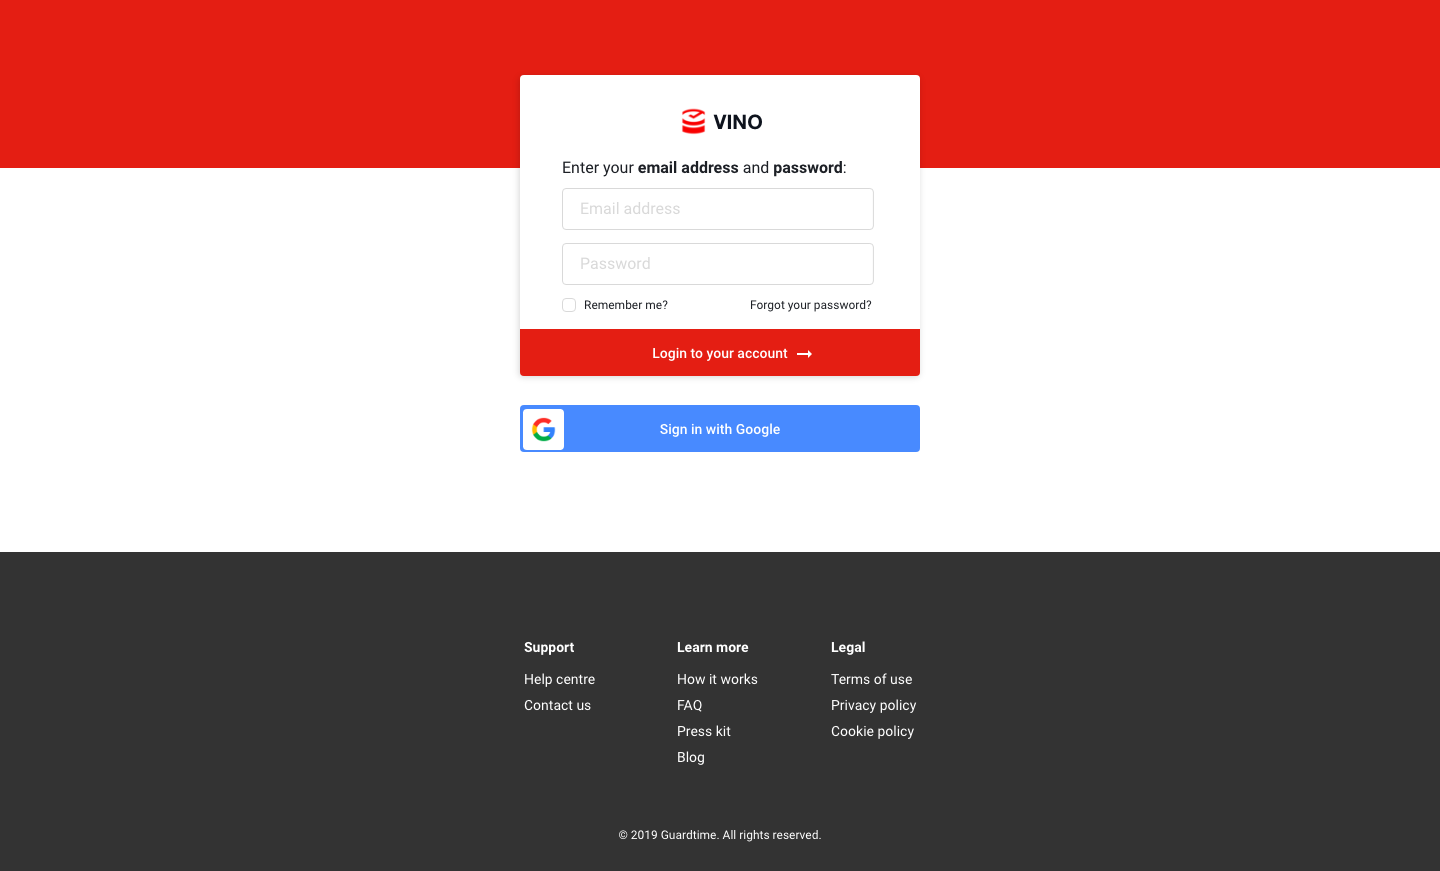 VINO
Enter your email address and password:
Email address
Password
Remember me?
Forgot your password?
Login to your account
Sign in with Google
Support
Help centre
Contact us
Learn more
How it works
FAQ
Press kit
Blog
Legal
Terms of use
Privacy policy
Cookie policy
© 2019 Guardtime. All rights reserved.